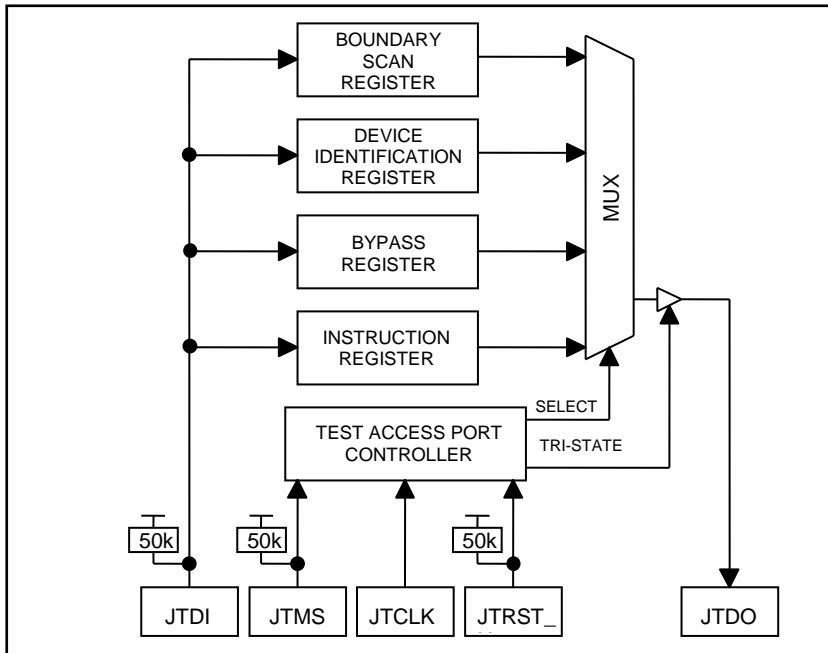 BOUNDARY
SCAN
REGISTER
DEVICE
IDENTIFICATION
REGISTER
BYPASS
REGISTER
INSTRUCTION
REGISTER
MUX
SELECT
TEST ACCESS PORT
CONTROLLER
TRI-STATE
50k
50k
50k
JTDI
JTMS
JTCLK
JTRST_
JTDO